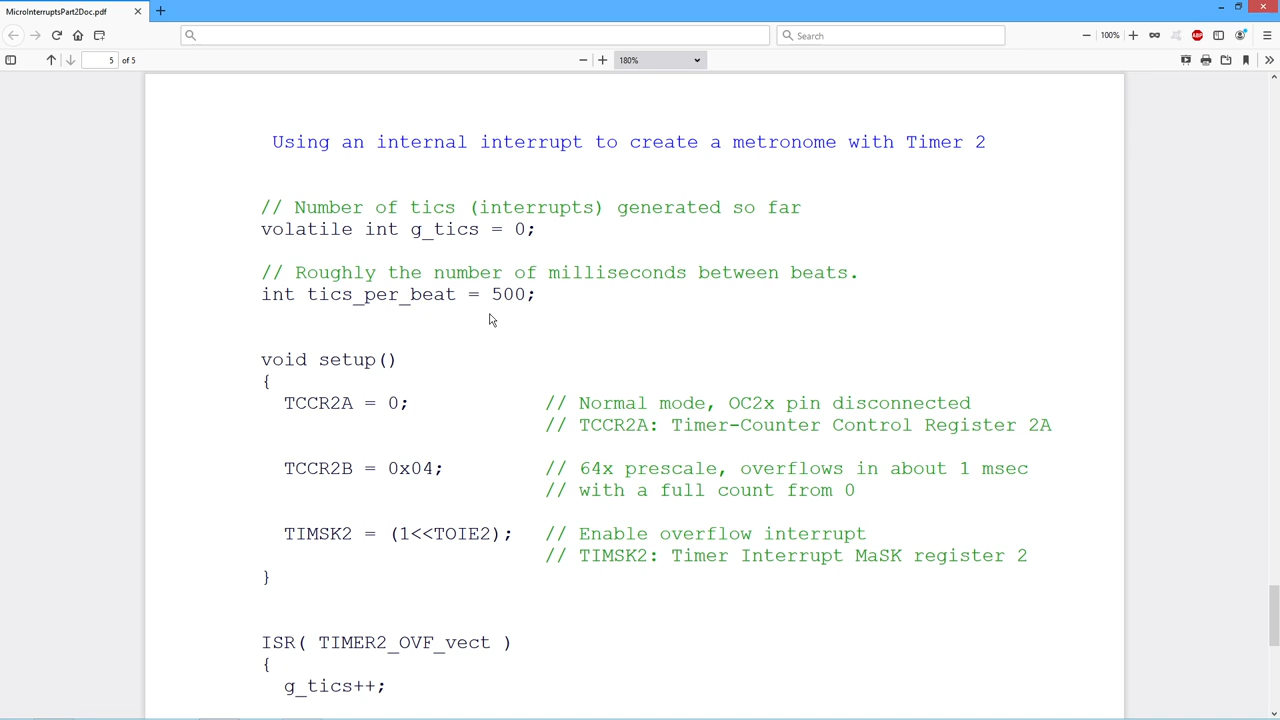 MicroInterruptsPart2Doc.pdf
Search
100%
ABP
5 of 5
180%
Using an internal interrupt to create a metronome with Timer 2
// Number of tics (interrupts) generated so far
volatile int g_tics = 0;
// Roughly the number of milliseconds between beats.
int tics_per_beat = 500;
void setup()
{
TCCR2A = 0; // Normal mode, OC2x pin disconnected
// TCCR2A: Timer-Counter Control Register 2A
TCCR2B = 0x04; // 64x prescale, overflows in about 1 msec
// with a full count from 0
TIMSK2 = (1<<TOIE2); // Enable overflow interrupt
// TIMSK2: Timer Interrupt MaSK register 2
}
ISR( TIMER2_OVF_vect )
{
g_tics++;